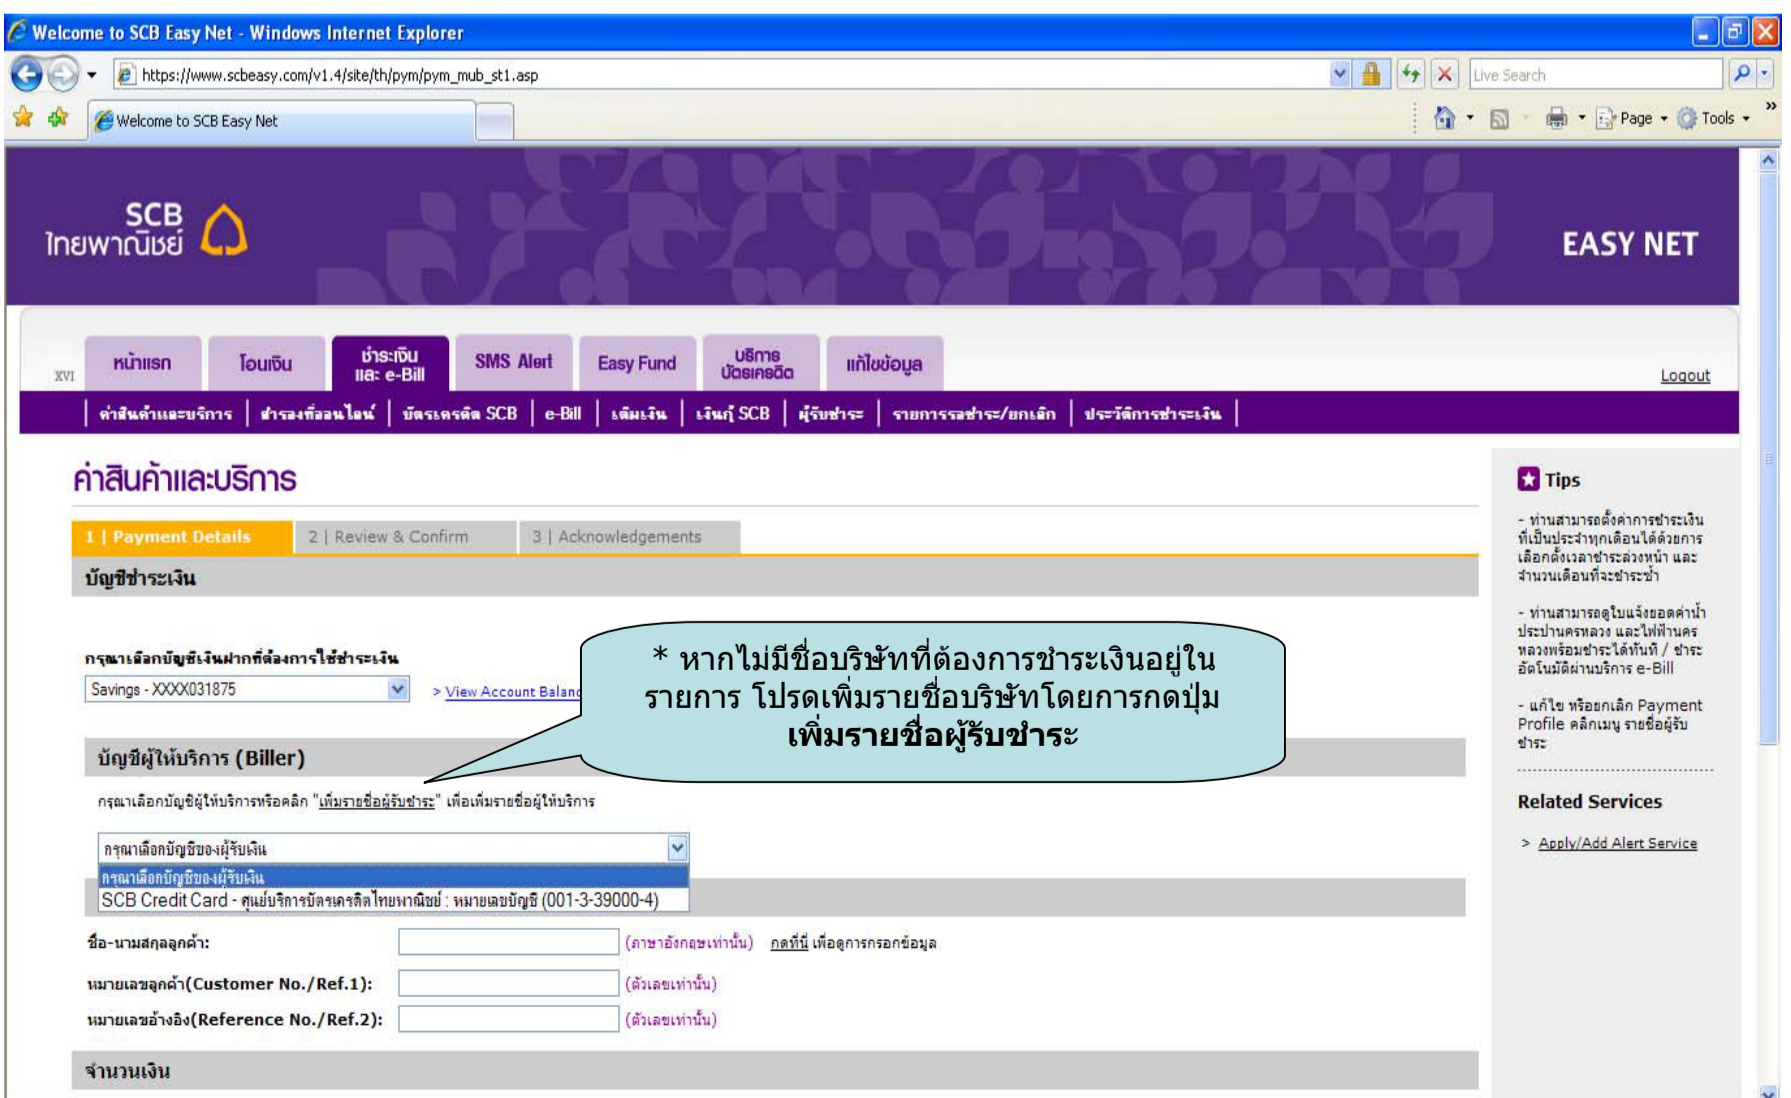 Welcome to SCB Easy Net - Windows Internet Explorer
https://www.scbeasy.com/v1.4/site/th/pym/pym_mub_st1.asp
Live Search
Welcome to SCB Easy Net
Page
Tools
SCB
ไทยพาณิชย์
EASY NET
XVI
หน้าแรก
โอนเงิน
ชำระเงิน
และ e-Bill
SMS Alert
Easy Fund
บริการ
บัตรเครดิต
แก้ไขข้อมูล
Logout
ค่าสินค้าและบริการ | สำรองที่ออนไลน์ | บัตรเครดิต SCB | e-Bill | เติมเงิน | เงินกู้ SCB | ผู้รับชำระ | รายการรอชำระ/ยกเลิก | ประวัติการชำระเงิน |
ค่าสินค้าและบริการ
1 | Payment Details
2 | Review & Confirm
3 | Acknowledgements
บัญชีชำระเงิน
กรุณาเลือกบัญชีเงินฝากที่ต้องการใช้ชำระเงิน
Savings - XXXX031875
> View Account Balanc
* หากไม่มีชื่อบริษัทที่ต้องการชำระเงินอยู่ใน
รายการ โปรดเพิ่มรายชื่อบริษัทโดยการกดปุ่ม
เพิ่มรายชื่อผู้รับชำระ
บัญชีผู้ให้บริการ (Biller)
กรุณาเลือกบัญชีผู้ให้บริการหรือคลิก "เพิ่มรายชื่อผู้รับชำระ" เพื่อเพิ่มรายชื่อผู้ให้บริการ
กรุณาเลือกบัญชีของผู้รับเงิน
กรุณาเลือกบัญชีของผู้รับเงิน
SCB Credit Card - ศูนย์บริการบัตรเครดิตไทยพาณิชย์ : หมายเลขบัญชี (001-3-39000-4)
ชื่อ-นามสกุลลูกค้า:
(ภาษาอังกฤษเท่านั้น) กดที่นี่ เพื่อดูการกรอกข้อมูล
หมายเลขลูกค้า(Customer No./Ref.1):
(ตัวเลขเท่านั้น)
หมายเลขอ้างอิง(Reference No./Ref.2):
(ตัวเลขเท่านั้น)
จำนวนเงิน
Tips
- ท่านสามารถตั้งค่าการชำระเงิน
ที่เป็นประจำทุกเดือนได้ด้วยการ
เลือกตั้งเวลาชำระล่วงหน้า และ
จำนวนเดือนที่จะชำระซ้ำ
- ท่านสามารถดูใบแจ้งยอดค่าน้ำ
ประปานครหลวง และไฟฟ้านคร
หลวงพร้อมชำระได้ทันที / ชำระ
อัตโนมัติผ่านบริการ e-Bill
- แก้ไข หรือยกเลิก Payment
Profile คลิกเมนู รายชื่อผู้รับ
ชำระ
Related Services
> Apply/Add Alert Service